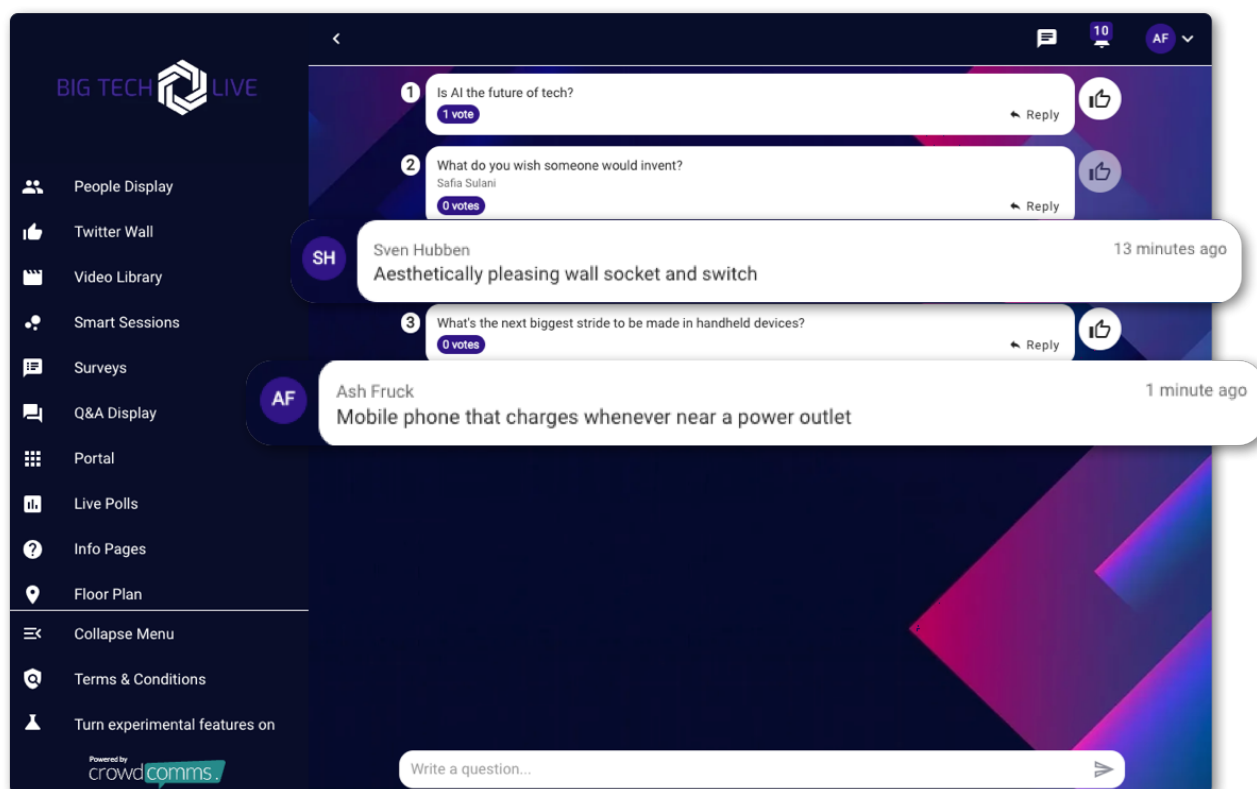 BIG TECH LIVE
People Display
Twitter Wall
Video Library
Smart Sessions
Surveys
Q&A Display
Portal
Live Polls
Info Pages
Floor Plan
Collapse Menu
Terms & Conditions
Turn experimental features on
Powered by
crowdcomms.
10
AF
1
Is AI the future of tech?
1 vote
Reply
2
What do you wish someone would invent?
Safia Sulani
0 votes
Reply
SH
Sven Hubben
13 minutes ago
Aesthetically pleasing wall socket and switch
3
What's the next biggest stride to be made in handheld devices?
0 votes
Reply
AF
Ash Fruck
1 minute ago
Mobile phone that charges whenever near a power outlet
Write a question...